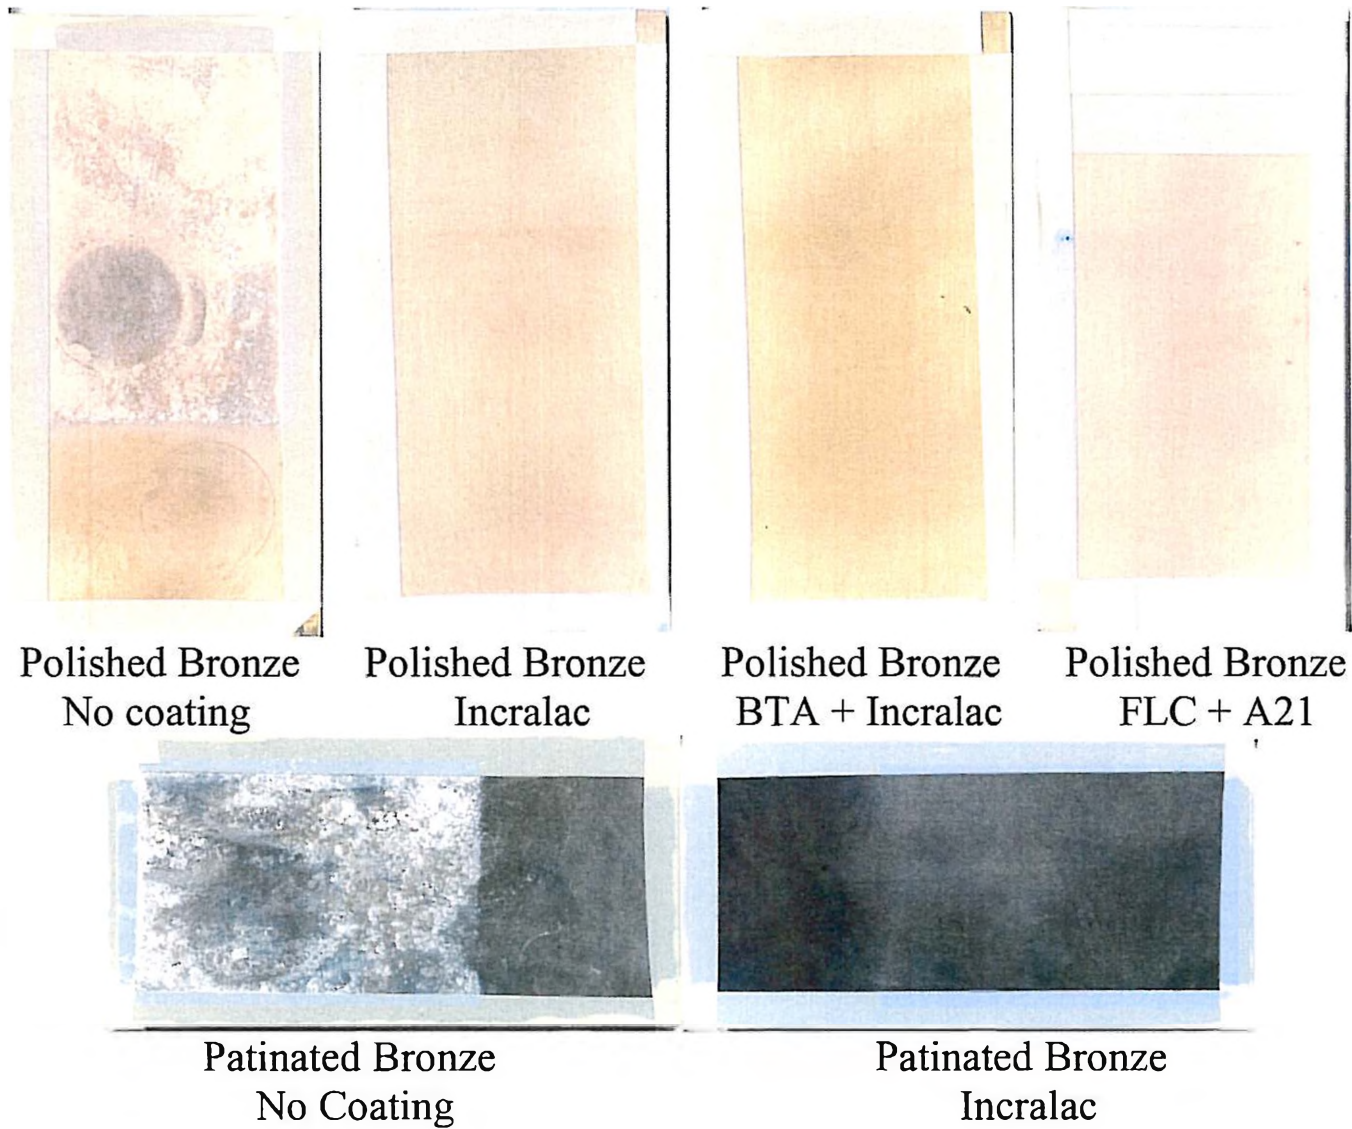 Polished Bronze
No coating
Polished Bronze
Incralac
Polished Bronze
BTA + Incralac
Polished Bronze
FLC + A21
Patinated Bronze
No Coating
Patinated Bronze
Incralac